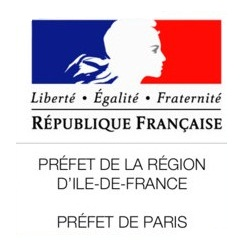 Liberté • Égalité • Fraternité
RÉPUBLIQUE FRANÇAISE
PRÉFET DE LA RÉGION
D'ILE-DE-FRANCE
PRÉFET DE PARIS